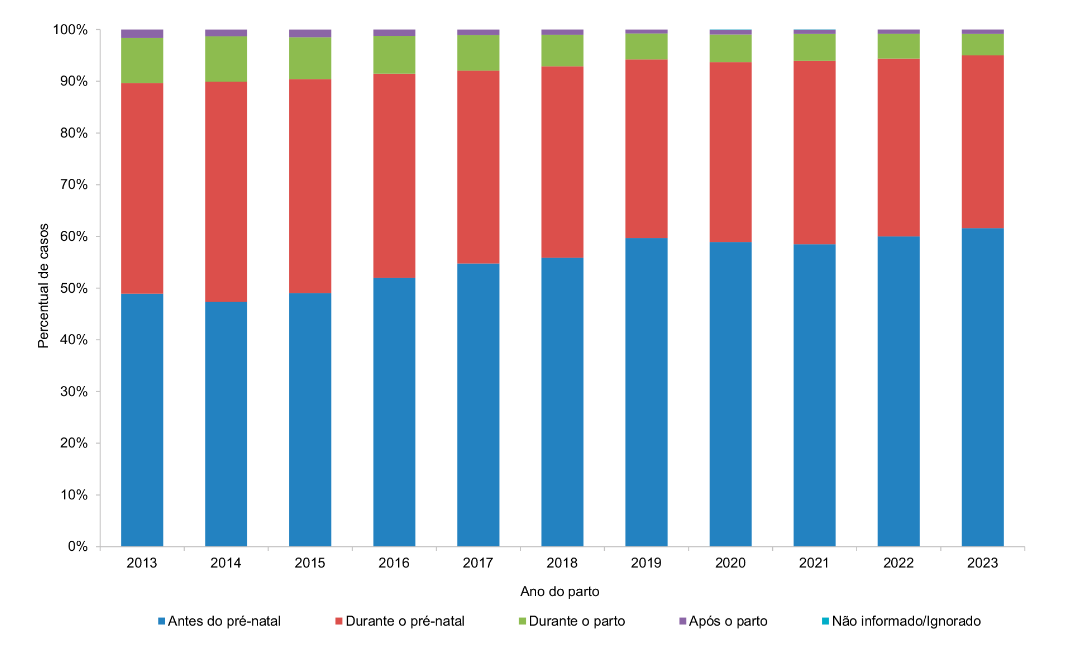 100%
90%
80%
70%
60%
50%
40%
30%
20%
10%
0%
Percentual de casos
2013 2014 2015 2016 2017 2018 2019 2020 2021 2022 2023
Ano do parto
Antes do pré-natal Durante o pré-natal Durante o parto Após o parto Não informado/Ignorado